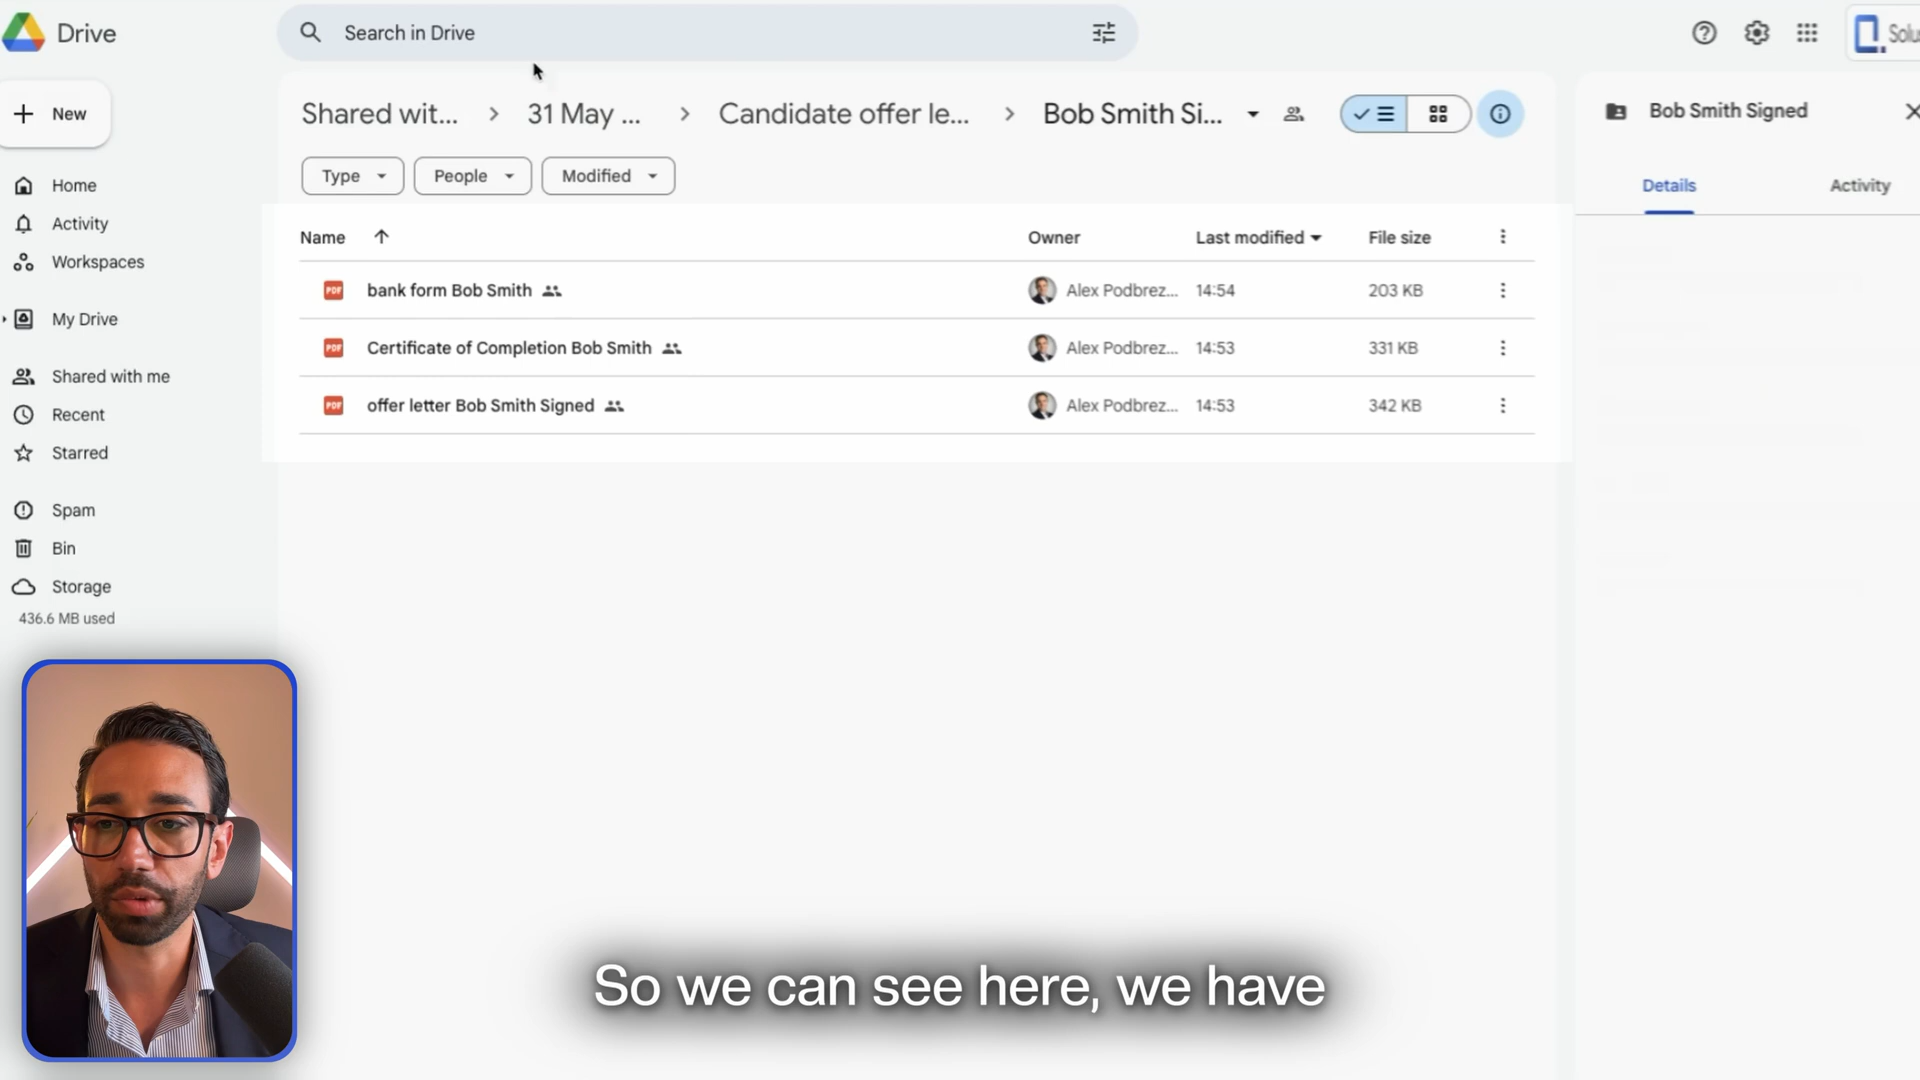 Drive
Search in Drive
Solu
New
Shared wit... > 31 May ... > Candidate offer le... > Bob Smith Si...
Bob Smith Signed
Type
People
Modified
Details
Activity
Home
Activity
Workspaces
My Drive
Shared with me
Recent
Starred
Spam
Bin
Storage
436.6 MB used
Name Owner Last modified File size
PDF bank form Bob Smith Alex Podbrez... 14:54 203 KB
PDF Certificate of Completion Bob Smith Alex Podbrez... 14:53 331 KB
PDF offer letter Bob Smith Signed Alex Podbrez... 14:53 342 KB
So we can see here, we have